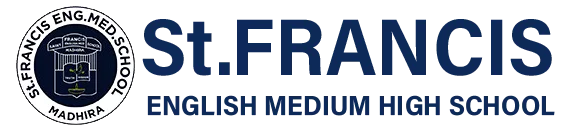 St.FRANCIS ENG.MED.SCHOOL
MADHIRA
St.FRANCIS
ENGLISH MEDIUM HIGH SCHOOL